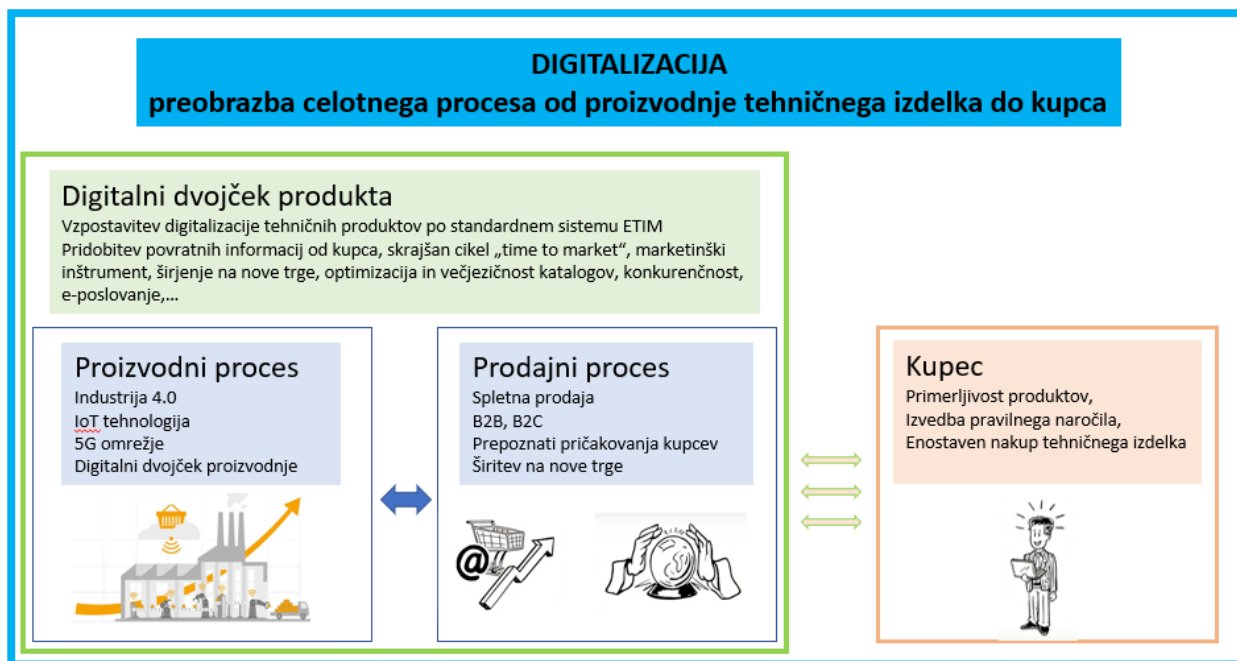 DIGITALIZACIJA
preobrazba celotnega procesa od proizvodnje tehničnega izdelka do kupca
Digitalni dvojček produkta
Vzpostavitev digitalizacije tehničnih produktov po standardnem sistemu ETIM
Pridobitev povratnih informacij od kupca, skrajšan cikel „time to market“, marketinški
inštrument, širjenje na nove trge, optimizacija in večjezičnost katalogov, konkurenčnost,
e-poslovanje,...
Proizvodni proces
Industrija 4.0
IoT tehnologija
5G omrežje
Digitalni dvojček proizvodnje
Prodajni proces
Spletna prodaja
B2B, B2C
Prepoznati pričakovanja kupcev
Širitev na nove trge
@
Kupec
Primerljivost produktov,
Izvedba pravilnega naročila,
Enostaven nakup tehničnega izdelka